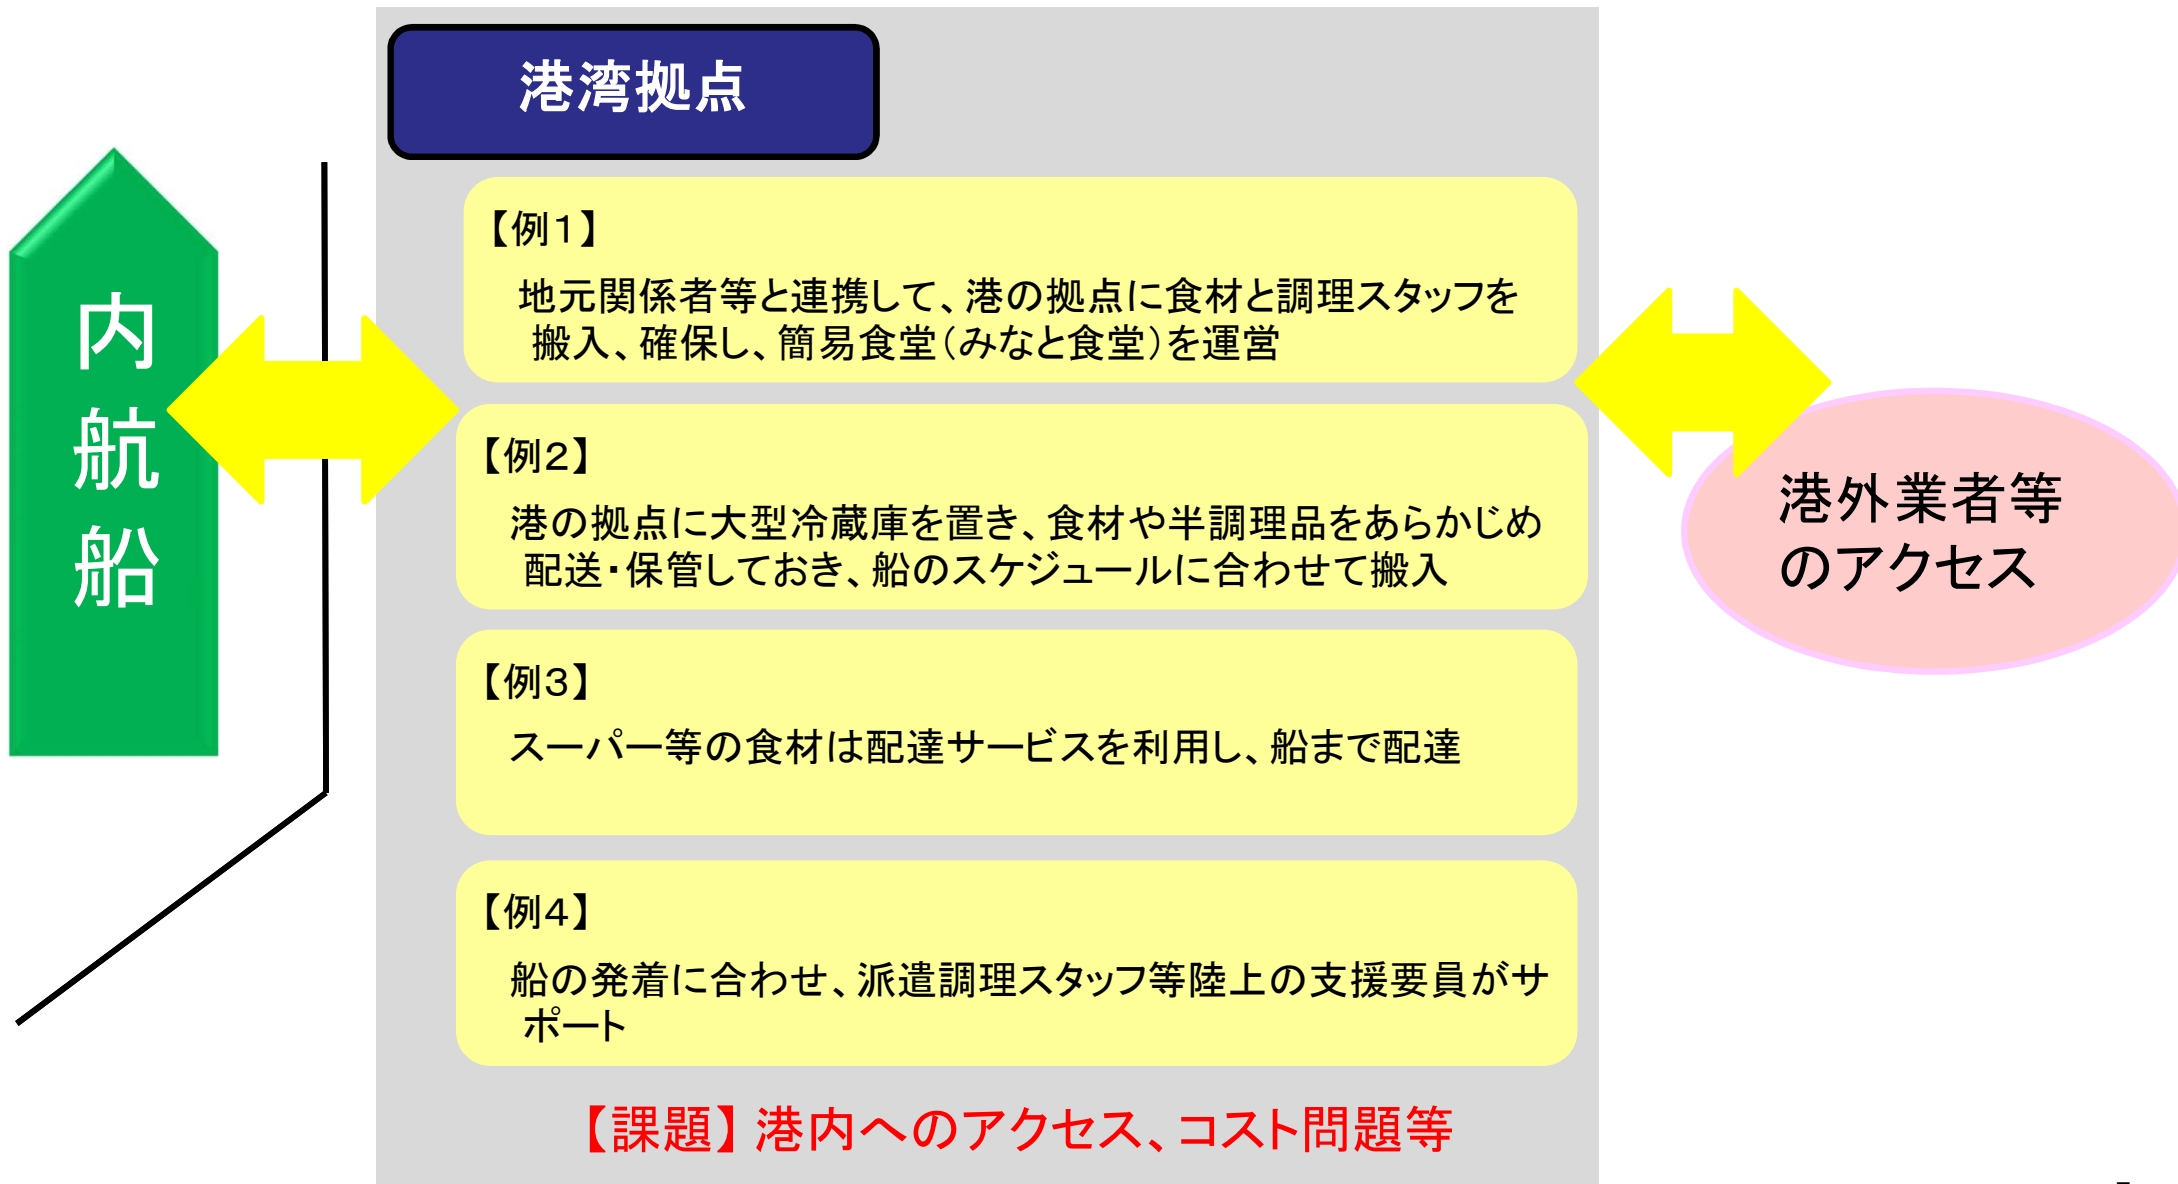 港湾拠点
内航船
【例１】
地元関係者等と連携して、港の拠点に食材と調理スタッフを
搬入、確保し、簡易食堂（みなと食堂）を運営
【例２】
港の拠点に大型冷蔵庫を置き、食材や半調理品をあらかじめ
配送・保管しておき、船のスケジュールに合わせて搬入
【例３】
スーパー等の食材は配達サービスを利用し、船まで配達
【例４】
船の発着に合わせ、派遣調理スタッフ等陸上の支援要員がサ
ポート
【課題】港内へのアクセス、コスト問題等
港外業者等
のアクセス